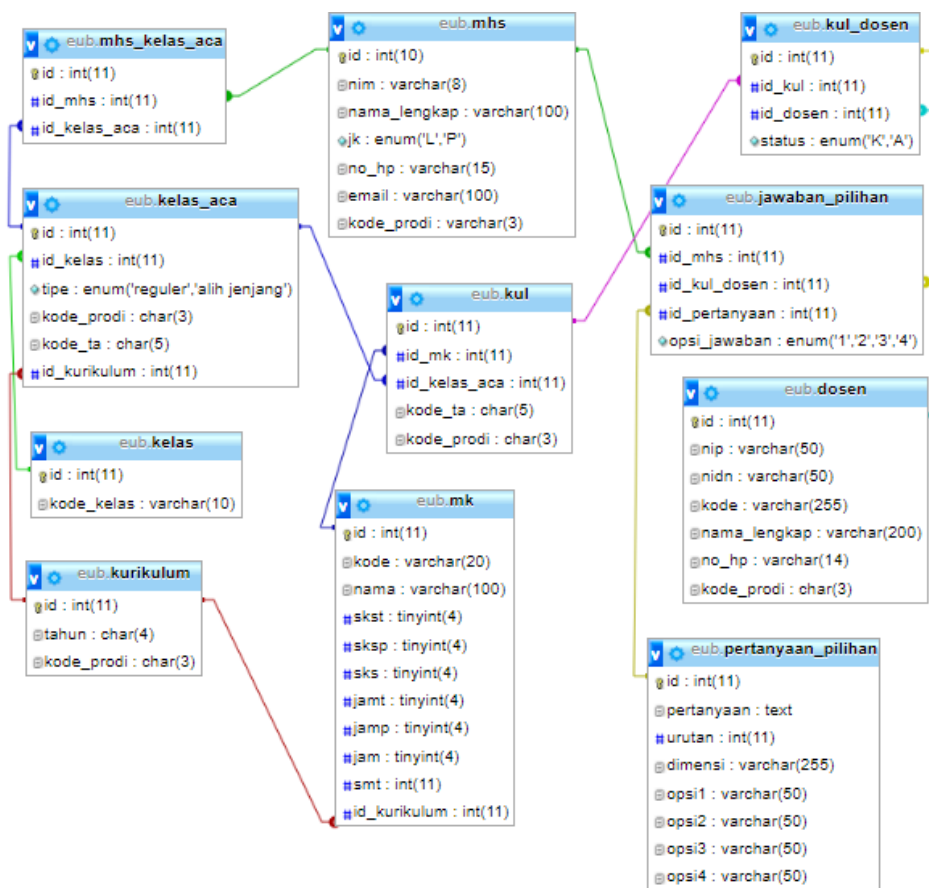 eub.mhs_kelas_aca
id : int(11)
id_mhs : int(11)
id_kelas_aca : int(11)
eub.mhs
id : int(10)
nim : varchar(8)
nama_lengkap : varchar(100)
jk : enum('L','P')
no_hp : varchar(15)
email : varchar(100)
kode_prodi : varchar(3)
eub.kul_dosen
id : int(11)
id_kul : int(11)
id_dosen : int(11)
status : enum('K','A')
eub.kelas_aca
id : int(11)
id_kelas : int(11)
tipe : enum('reguler','alih jenjang')
kode_prodi : char(3)
kode_ta : char(5)
id_kurikulum : int(11)
eub.jawaban_pilihan
id : int(11)
id_mhs : int(11)
id_kul_dosen : int(11)
id_pertanyaan : int(11)
opsi_jawaban : enum('1','2','3','4')
eub.kul
id : int(11)
id_mk : int(11)
id_kelas_aca : int(11)
kode_ta : char(5)
kode_prodi : char(3)
eub.dosen
id : int(11)
nip : varchar(50)
nidn : varchar(50)
kode : varchar(255)
nama_lengkap : varchar(200)
no_hp : varchar(14)
kode_prodi : char(3)
eub.kelas
id : int(11)
kode_kelas : varchar(10)
eub.mk
id : int(11)
kode : varchar(20)
nama : varchar(100)
skst : tinyint(4)
sksp : tinyint(4)
sks : tinyint(4)
jamt : tinyint(4)
jamp : tinyint(4)
jam : tinyint(4)
smt : int(11)
id_kurikulum : int(11)
eub.kurikulum
id : int(11)
tahun : char(4)
kode_prodi : char(3)
eub.pertanyaan_pilihan
id : int(11)
pertanyaan : text
urutan : int(11)
dimensi : varchar(255)
opsi1 : varchar(50)
opsi2 : varchar(50)
opsi3 : varchar(50)
opsi4 : varchar(50)